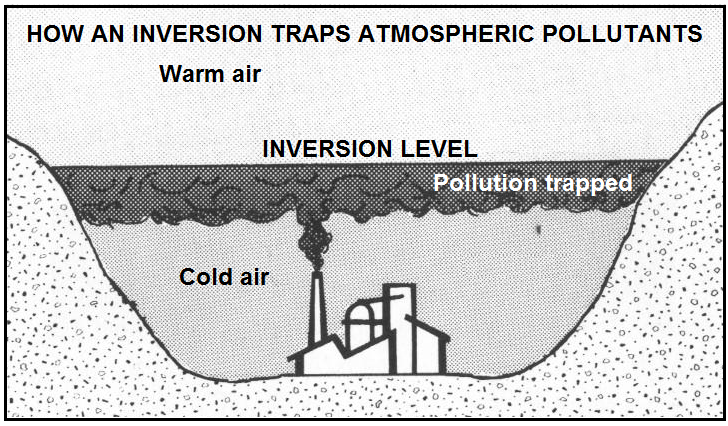 HOW AN INVERSION TRAPS ATMOSPHERIC POLLUTANTS
Warm air
INVERSION LEVEL
Pollution trapped
Cold air